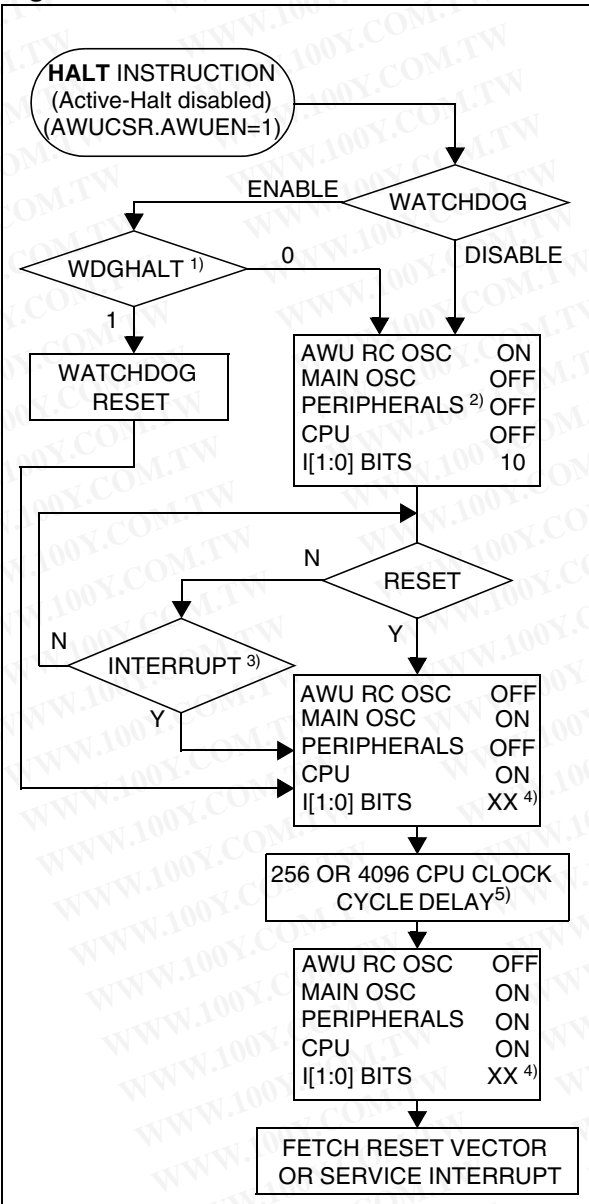 HALT INSTRUCTION
(Active-Halt disabled)
(AWUCSR.AWUEN=1)
WATCHDOG
ENABLE
DISABLE
WDGHALT 1)
0
1
WATCHDOG
RESET
AWU RC OSC ON
MAIN OSC OFF
PERIPHERALS 2) OFF
CPU OFF
I[1:0] BITS 10
RESET
N
Y
INTERRUPT 3)
N
Y
AWU RC OSC OFF
MAIN OSC ON
PERIPHERALS OFF
CPU ON
I[1:0] BITS XX 4)
256 OR 4096 CPU CLOCK
CYCLE DELAY5)
AWU RC OSC OFF
MAIN OSC ON
PERIPHERALS ON
CPU ON
I[1:0] BITS XX 4)
FETCH RESET VECTOR
OR SERVICE INTERRUPT
WWW.100Y.COM.TW